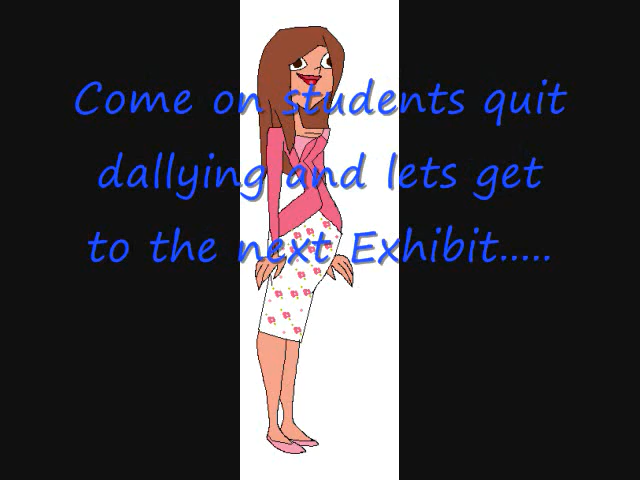 Come on students quit
dallying and lets get
to the next Exhibit.....